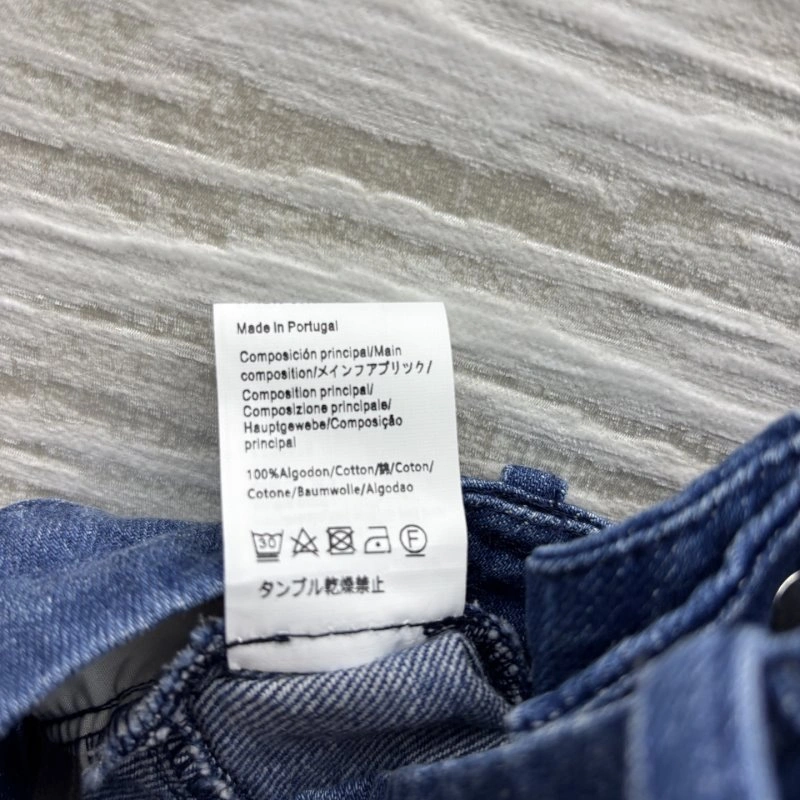 Made In Portugal
Composición principal/Main
composition/メインファブリック/
Composition principal/
Composizione principale/
Hauptgewebe/Composição
principal
100%Algodon/Cotton/錦/Coton/
Cotone/Baumwolle/Algodao
30 F
タンブル乾燥禁止